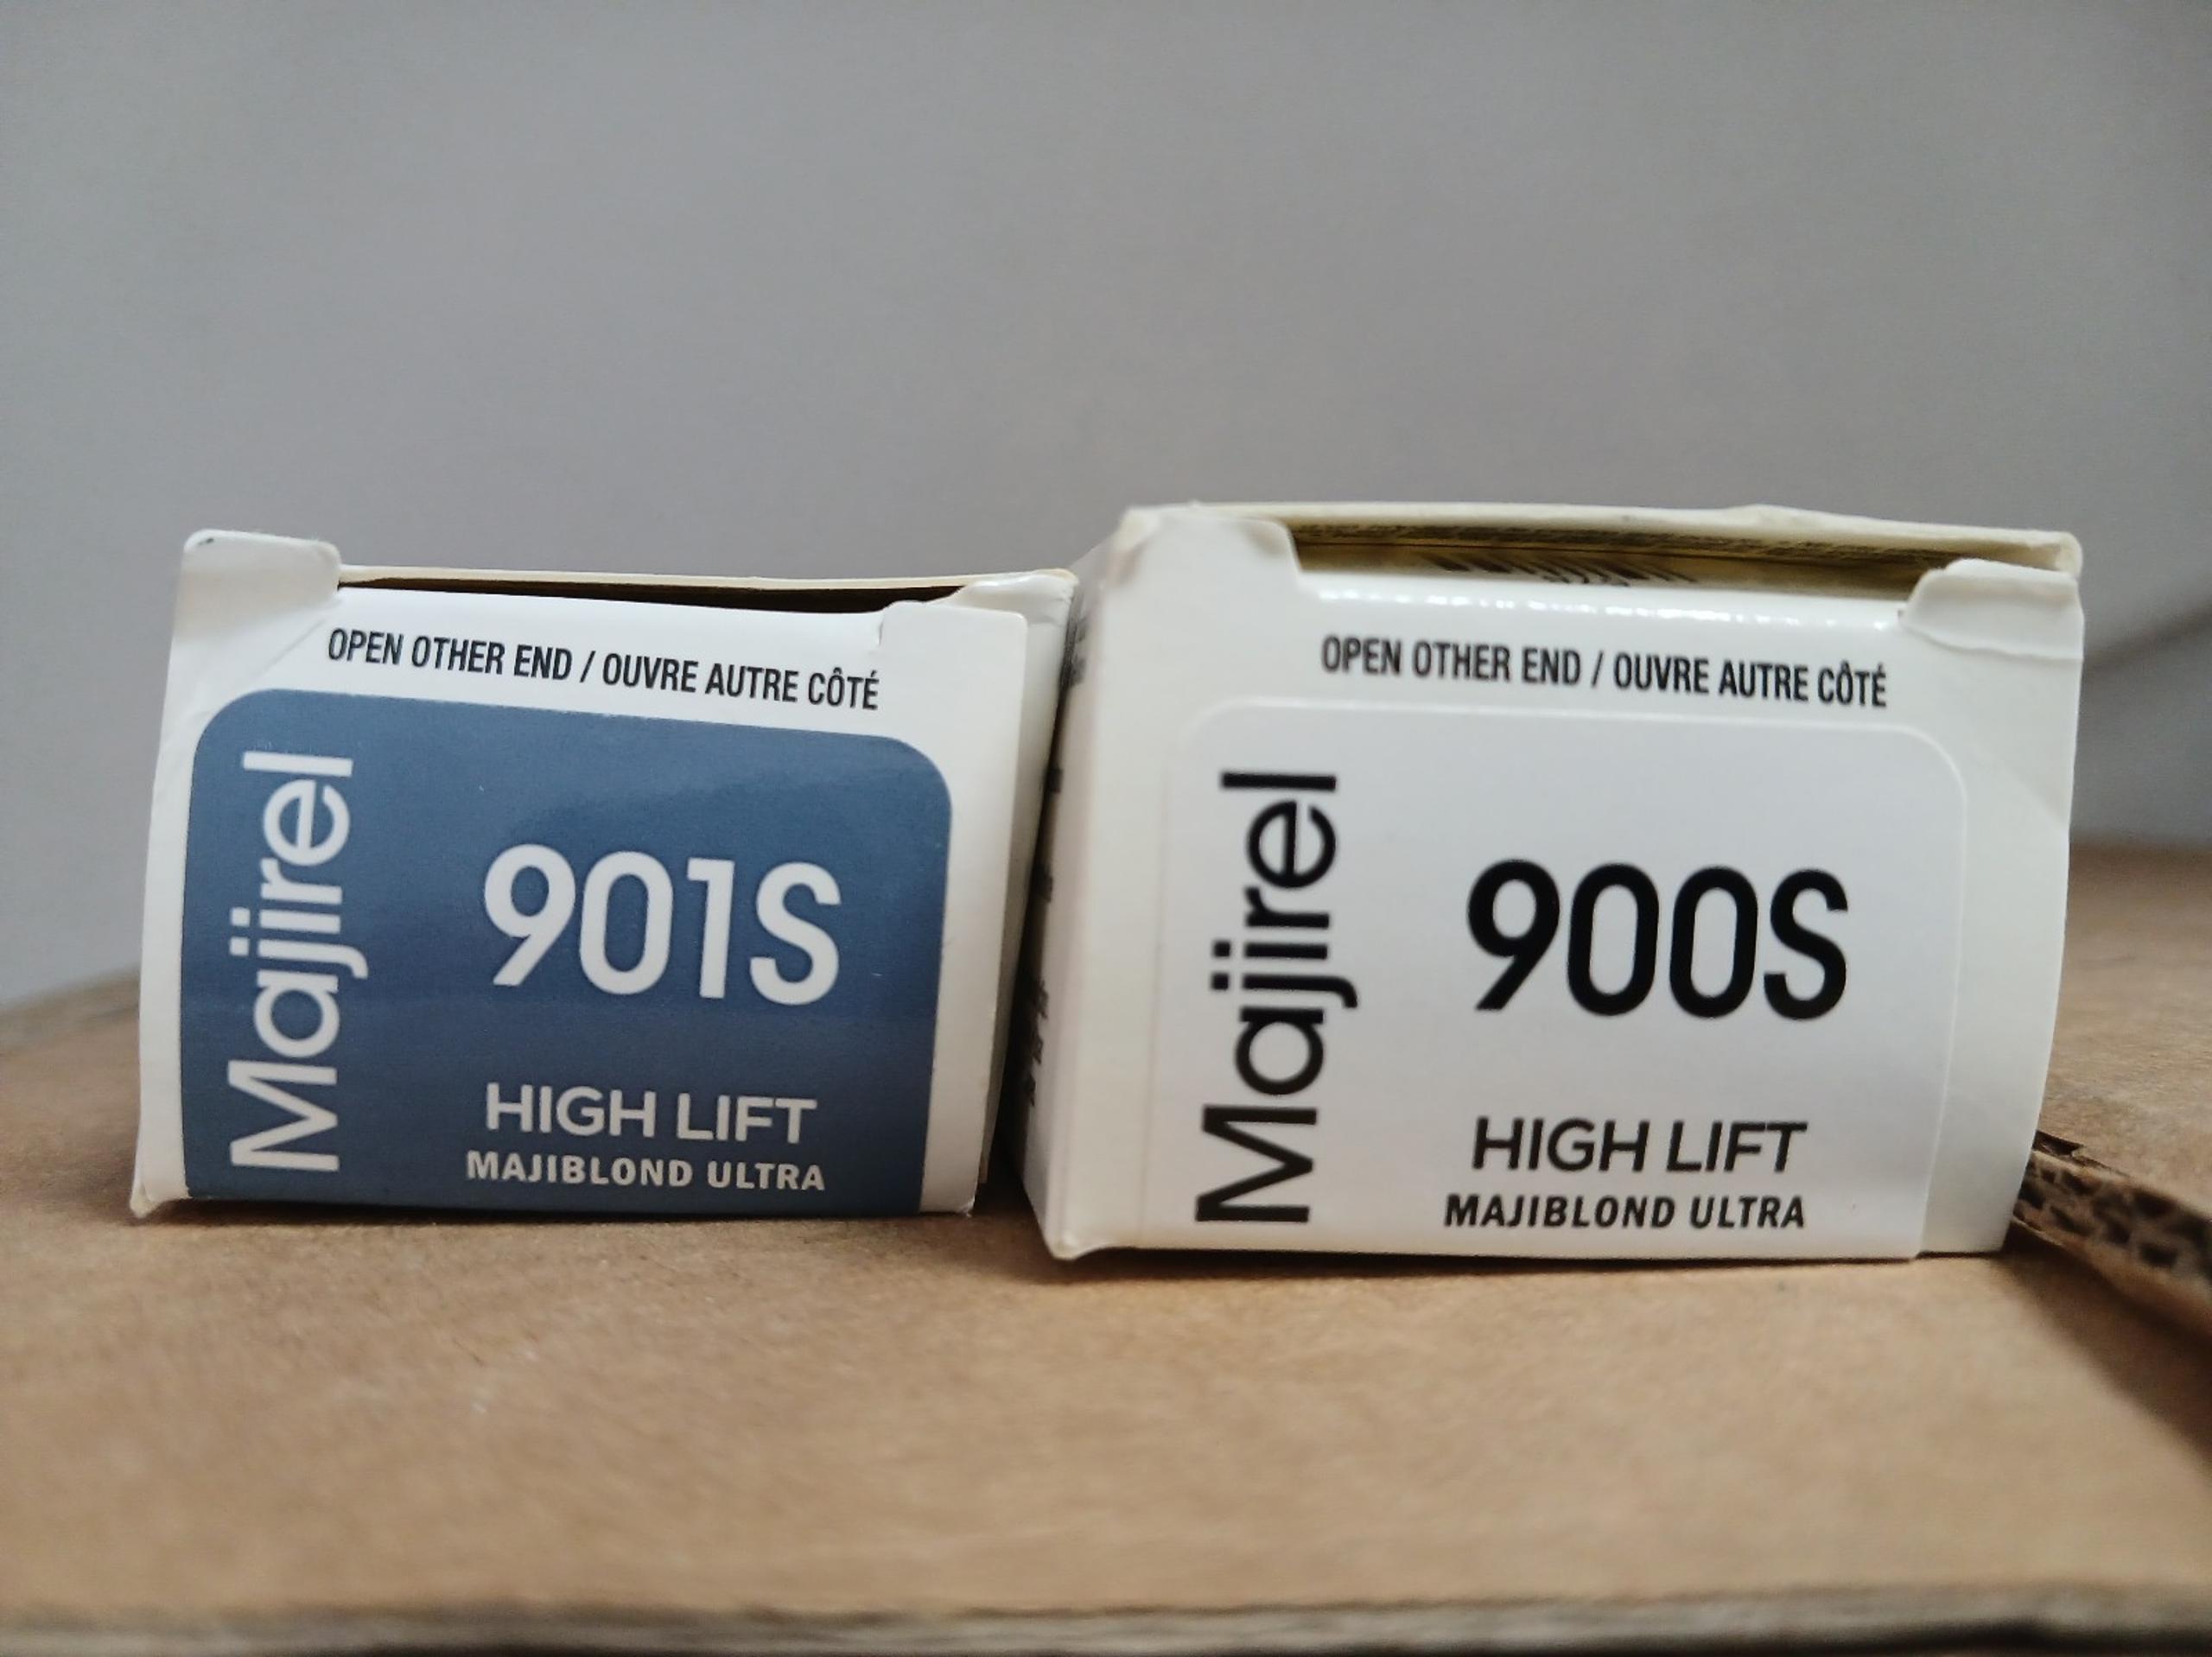 OPEN OTHER END / OUVRE AUTRE CÔTÉ
Majirel
901S
HIGH LIFT
MAJIBLOND ULTRA
OPEN OTHER END / OUVRE AUTRE CÔTÉ
Majirel
900S
HIGH LIFT
MAJIBLOND ULTRA